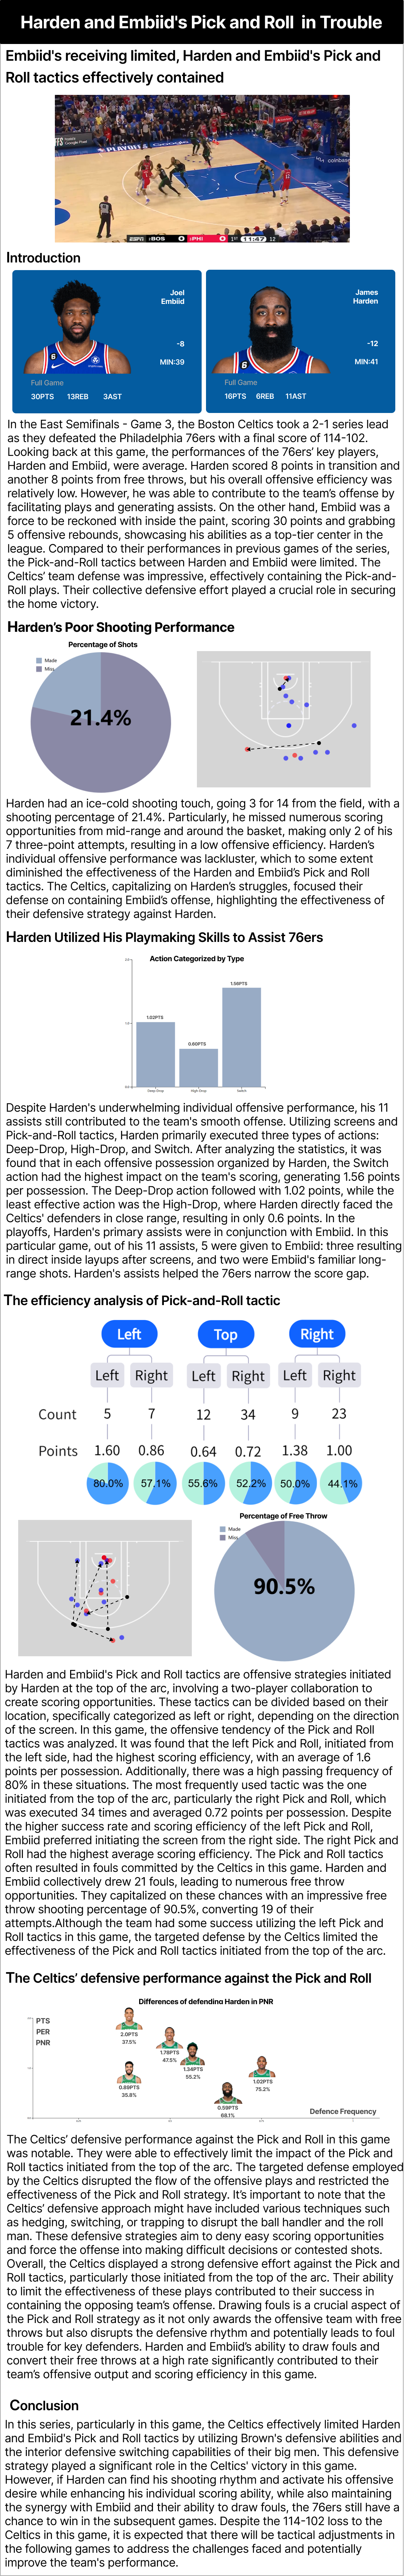 Harden and Embiid's Pick and Roll in Trouble
Embiid's receiving limited, Harden and Embiid's Pick and
Roll tactics effectively contained
PLAYOFFS
coinbase
ESPN BOS 0 PHI 0 1ST 11:47 12
Introduction
Joel
Embiid
-8
MIN:39
Full Game
30PTS 13REB 3AST
James
Harden
-12
MIN:41
Full Game
16PTS 6REB 11AST
In the East Semifinals - Game 3, the Boston Celtics took a 2-1 series lead
as they defeated the Philadelphia 76ers with a final score of 114-102.
Looking back at this game, the performances of the 76ers' key players,
Harden and Embiid, were average. Harden scored 8 points in transition and
another 8 points from free throws, but his overall offensive efficiency was
relatively low. However, he was able to contribute to the team's offense by
facilitating plays and generating assists. On the other hand, Embiid was a
force to be reckoned with inside the paint, scoring 30 points and grabbing
5 offensive rebounds, showcasing his abilities as a top-tier center in the
league. Compared to their performances in previous games of the series,
the Pick-and-Roll tactics between Harden and Embiid were limited. The
Celtics' team defense was impressive, effectively containing the Pick-and-
Roll plays. Their collective defensive effort played a crucial role in securing
the home victory.
Harden's Poor Shooting Performance
Percentage of Shots
Made
Miss
21.4%
Harden had an ice-cold shooting touch, going 3 for 14 from the field, with a
shooting percentage of 21.4%. Particularly, he missed numerous scoring
opportunities from mid-range and around the basket, making only 2 of his
7 three-point attempts, resulting in a low offensive efficiency. Harden's
individual offensive performance was lackluster, which to some extent
diminished the effectiveness of the Harden and Embiid's Pick and Roll
tactics. The Celtics, capitalizing on Harden's struggles, focused their
defense on containing Embiid's offense, highlighting the effectiveness of
their defensive strategy against Harden.
Harden Utilized His Playmaking Skills to Assist 76ers
Action Categorized by Type
1.02PTS
0.60PTS
1.56PTS
Deep Drop High Drop Switch
Despite Harden's underwhelming individual offensive performance, his 11
assists still contributed to the team's smooth offense. Utilizing screens and
Pick-and-Roll tactics, Harden primarily executed three types of actions:
Deep-Drop, High-Drop, and Switch. After analyzing the statistics, it was
found that in each offensive possession organized by Harden, the Switch
action had the highest impact on the team's scoring, generating 1.56 points
per possession. The Deep-Drop action followed with 1.02 points, while the
least effective action was the High-Drop, where Harden directly faced the
Celtics' defenders in close range, resulting in only 0.6 points. In the
playoffs, Harden's primary assists were in conjunction with Embiid. In this
particular game, out of his 11 assists, 5 were given to Embiid: three resulting
in direct inside layups after screens, and two were Embiid's familiar long-
range shots. Harden's assists helped the 76ers narrow the score gap.
The efficiency analysis of Pick-and-Roll tactic
Left Top Right
Left Right Left Right Left Right
Count 5 7 12 34 9 23
Points 1.60 0.86 0.64 0.72 1.38 1.00
80.0% 57.1% 55.6% 52.2% 50.0% 44.1%
Percentage of Free Throw
Made
Miss
90.5%
Harden and Embiid's Pick and Roll tactics are offensive strategies initiated
by Harden at the top of the arc, involving a two-player collaboration to
create scoring opportunities. These tactics can be divided based on their
location, specifically categorized as left or right, depending on the direction
of the screen. In this game, the offensive tendency of the Pick and Roll
tactics was analyzed. It was found that the left Pick and Roll, initiated from
the left side, had the highest scoring efficiency, with an average of 1.6
points per possession. Additionally, there was a high passing frequency of
80% in these situations. The most frequently used tactic was the one
initiated from the top of the arc, particularly the right Pick and Roll, which
was executed 34 times and averaged 0.72 points per possession. Despite
the higher success rate and scoring efficiency of the left Pick and Roll,
Embiid preferred initiating the screen from the right side. The right Pick and
Roll had the highest average scoring efficiency. The Pick and Roll tactics
often resulted in fouls committed by the Celtics in this game. Harden and
Embiid collectively drew 21 fouls, leading to numerous free throw
opportunities. They capitalized on these chances with an impressive free
throw shooting percentage of 90.5%, converting 19 of their
attempts.Although the team had some success utilizing the left Pick and
Roll tactics in this game, the targeted defense by the Celtics limited the
effectiveness of the Pick and Roll tactics initiated from the top of the arc.
The Celtics' defensive performance against the Pick and Roll
Differences of defending Harden in PNR
PTS
PER
PNR
2.0PTS
37.5%
1.78PTS
47.5%
1.34PTS
55.2%
0.89PTS
35.8%
1.02PTS
75.2%
0.59PTS
68.1%
Defence Frequency
The Celtics' defensive performance against the Pick and Roll in this game
was notable. They were able to effectively limit the impact of the Pick and
Roll tactics initiated from the top of the arc. The targeted defense employed
by the Celtics disrupted the flow of the offensive plays and restricted the
effectiveness of the Pick and Roll strategy. It's important to note that the
Celtics' defensive approach might have included various techniques such
as hedging, switching, or trapping to disrupt the ball handler and the roll
man. These defensive strategies aim to deny easy scoring opportunities
and force the offense into making difficult decisions or contested shots.
Overall, the Celtics displayed a strong defensive effort against the Pick and
Roll tactics, particularly those initiated from the top of the arc. Their ability
to limit the effectiveness of these plays contributed to their success in
containing the opposing team's offense. Drawing fouls is a crucial aspect of
the Pick and Roll strategy as it not only awards the offensive team with free
throws but also disrupts the defensive rhythm and potentially leads to foul
trouble for key defenders. Harden and Embiid's ability to draw fouls and
convert their free throws at a high rate significantly contributed to their
team's offensive output and scoring efficiency in this game.
Conclusion
In this series, particularly in this game, the Celtics effectively limited Harden
and Embiid's Pick and Roll tactics by utilizing Brown's defensive abilities and
the interior defensive switching capabilities of their big men. This defensive
strategy played a significant role in the Celtics' victory in this game.
However, if Harden can find his shooting rhythm and activate his offensive
desire while enhancing his individual scoring ability, while also maintaining
the synergy with Embiid and their ability to draw fouls, the 76ers still have a
chance to win in the subsequent games. Despite the 114-102 loss to the
Celtics in this game, it is expected that there will be tactical adjustments in
the following games to address the challenges faced and potentially
improve the team's performance.